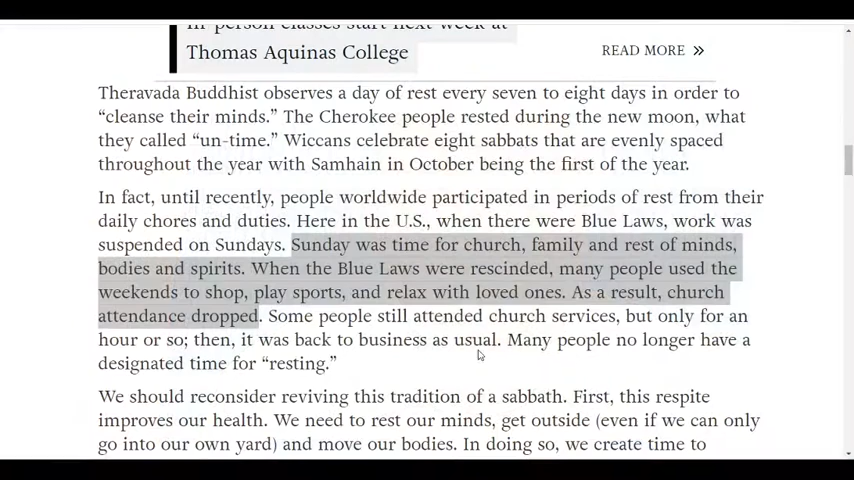 In-person classes start next week at
Thomas Aquinas College
READ MORE »
Theravada Buddhist observes a day of rest every seven to eight days in order to
“cleanse their minds.” The Cherokee people rested during the new moon, what
they called “un-time.” Wiccans celebrate eight sabbats that are evenly spaced
throughout the year with Samhain in October being the first of the year.
In fact, until recently, people worldwide participated in periods of rest from their
daily chores and duties. Here in the U.S., when there were Blue Laws, work was
suspended on Sundays. Sunday was time for church, family and rest of minds,
bodies and spirits. When the Blue Laws were rescinded, many people used the
weekends to shop, play sports, and relax with loved ones. As a result, church
attendance dropped. Some people still attended church services, but only for an
hour or so; then, it was back to business as usual. Many people no longer have a
designated time for “resting.”
We should reconsider reviving this tradition of a sabbath. First, this respite
improves our health. We need to rest our minds, get outside (even if we can only
go into our own yard) and move our bodies. In doing so, we create time to